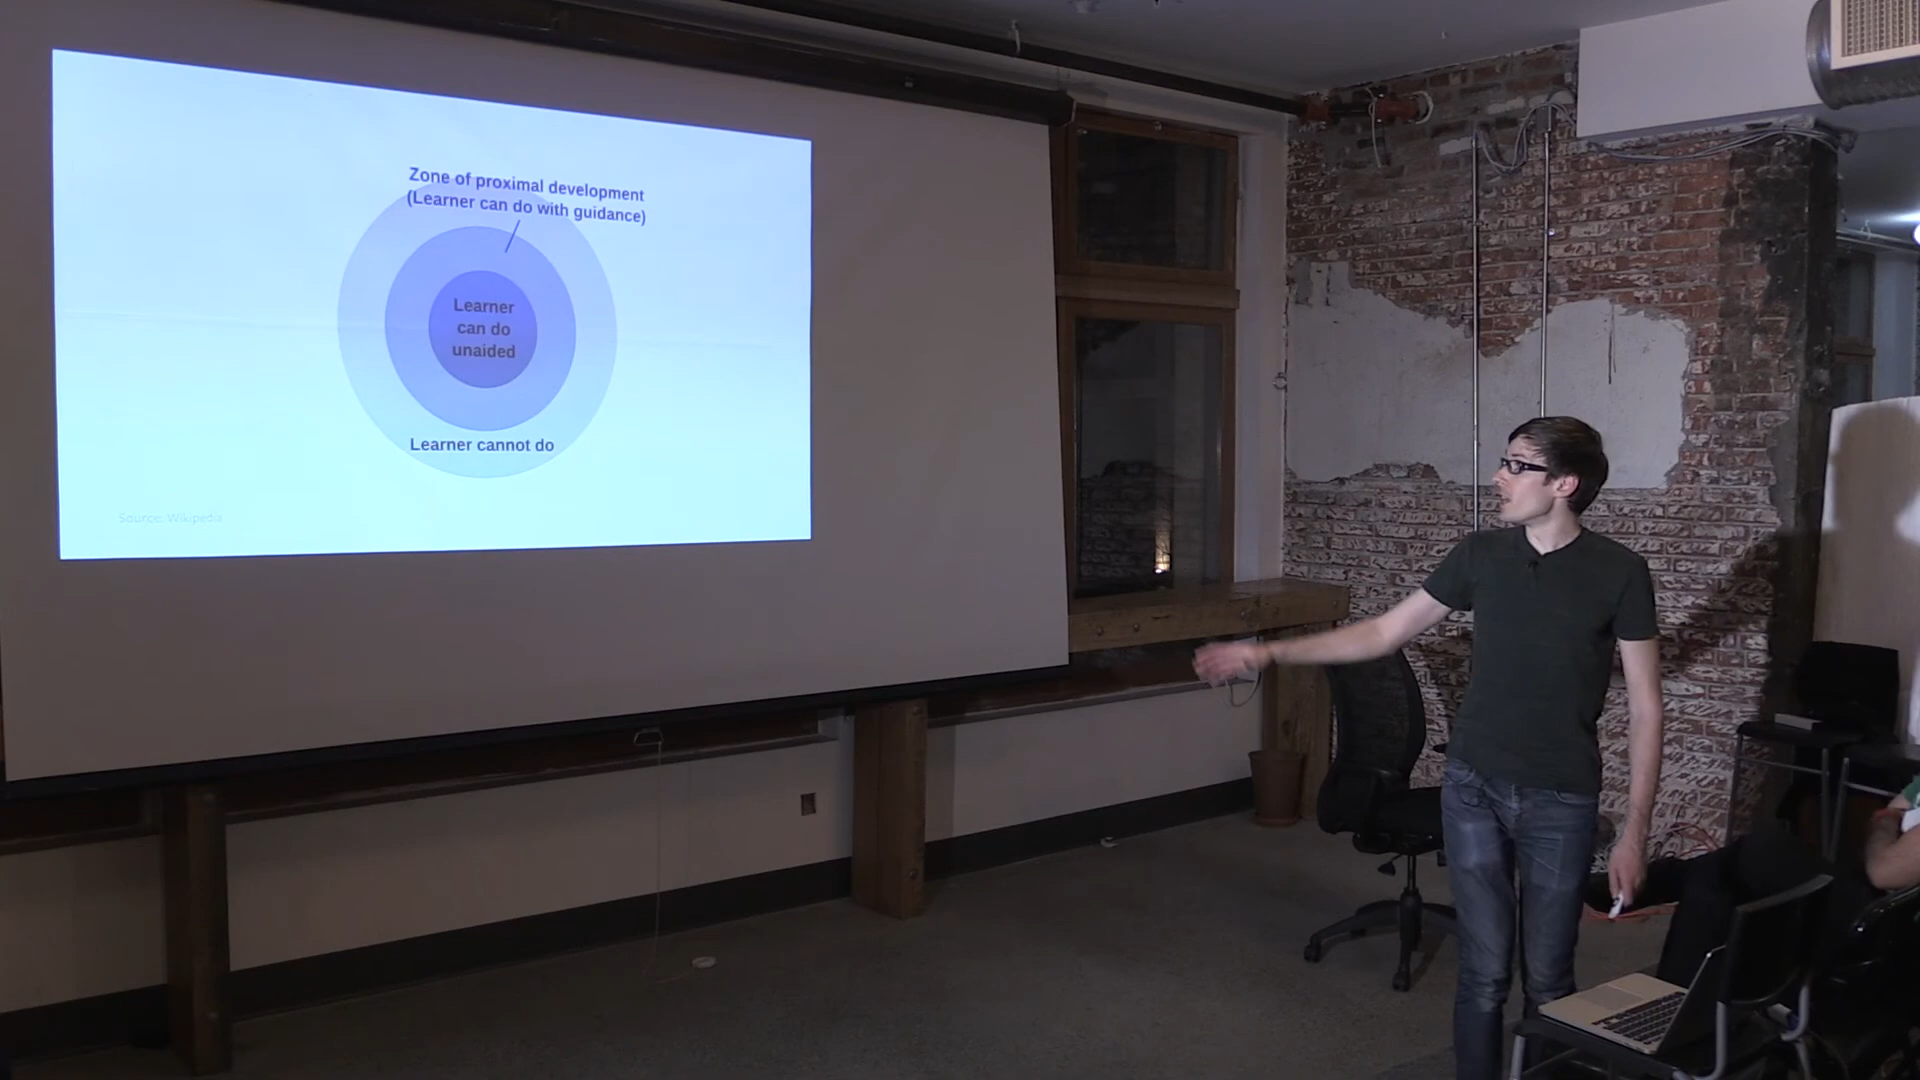 Zone of proximal development
(Learner can do with guidance)
Learner
can do
unaided
Learner cannot do
Source: Wikipedia